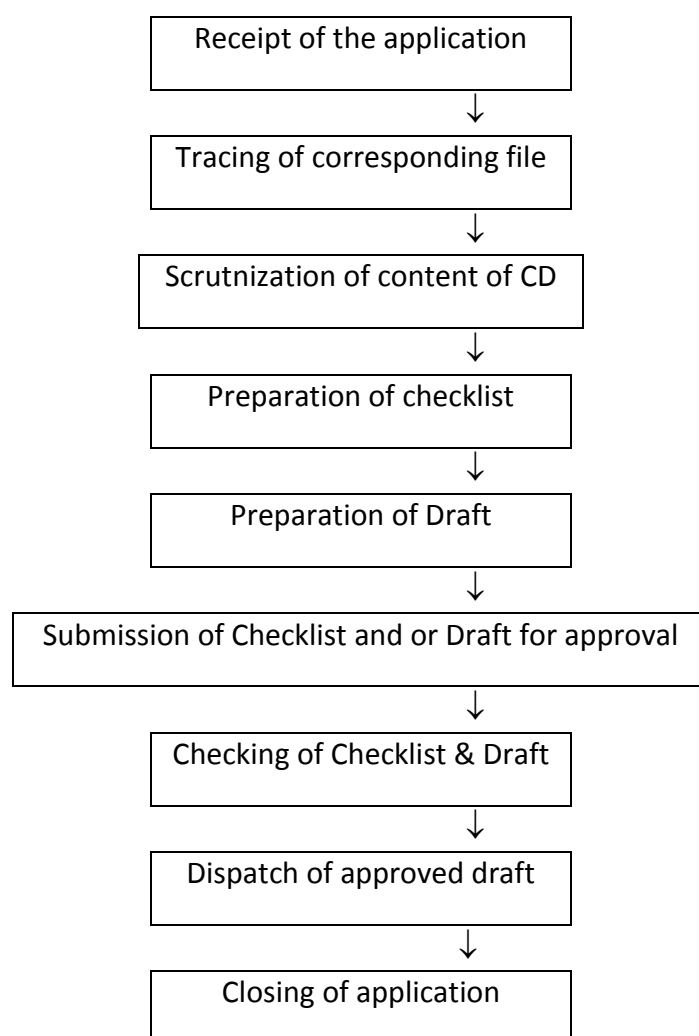 Receipt of the application
↓
Tracing of corresponding file
↓
Scrutnization of content of CD
↓
Preparation of checklist
↓
Preparation of Draft
↓
Submission of Checklist and or Draft for approval
↓
Checking of Checklist & Draft
↓
Dispatch of approved draft
↓
Closing of application